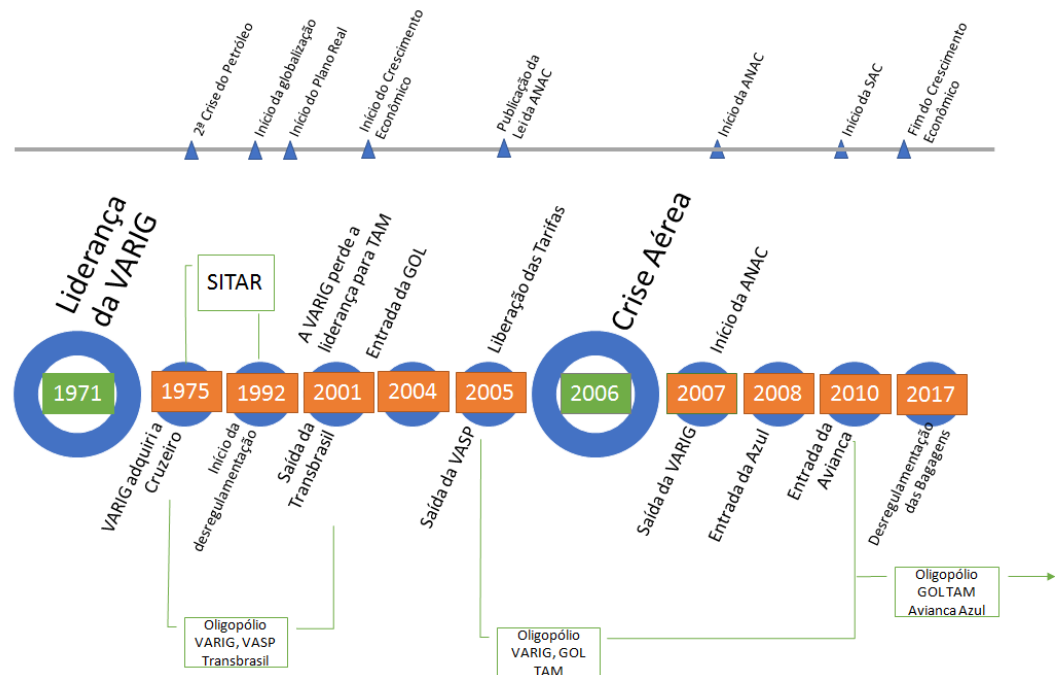 2ª Crise do Petróleo
Início da globalização
Início do Plano Real
Início do Crescimento
Econômico
Publicação da
Lei da ANAC
Início da ANAC
Início da SAC
Fim do Crescimento
Econômico
Liderança
da VARIG
SITAR
A VARIG perde a
liderança para TAM
Entrada da GOL
Liberação das Tarifas
Crise Aérea
Início da ANAC
1971
1975
1992
2001
2004
2005
2006
2007
2008
2010
2017
VARIG adquiri a
Cruzeiro
Início da
desregulamentação
Saída da
Transbrasil
Saída da VASP
Saída da VARIG
Entrada da Azul
Entrada da
Avianca
Desregulamentação
das Bagagens
Oligopólio
VARIG, VASP
Transbrasil
Oligopólio
VARIG, GOL
TAM
Oligopólio
GOL TAM
Avianca Azul